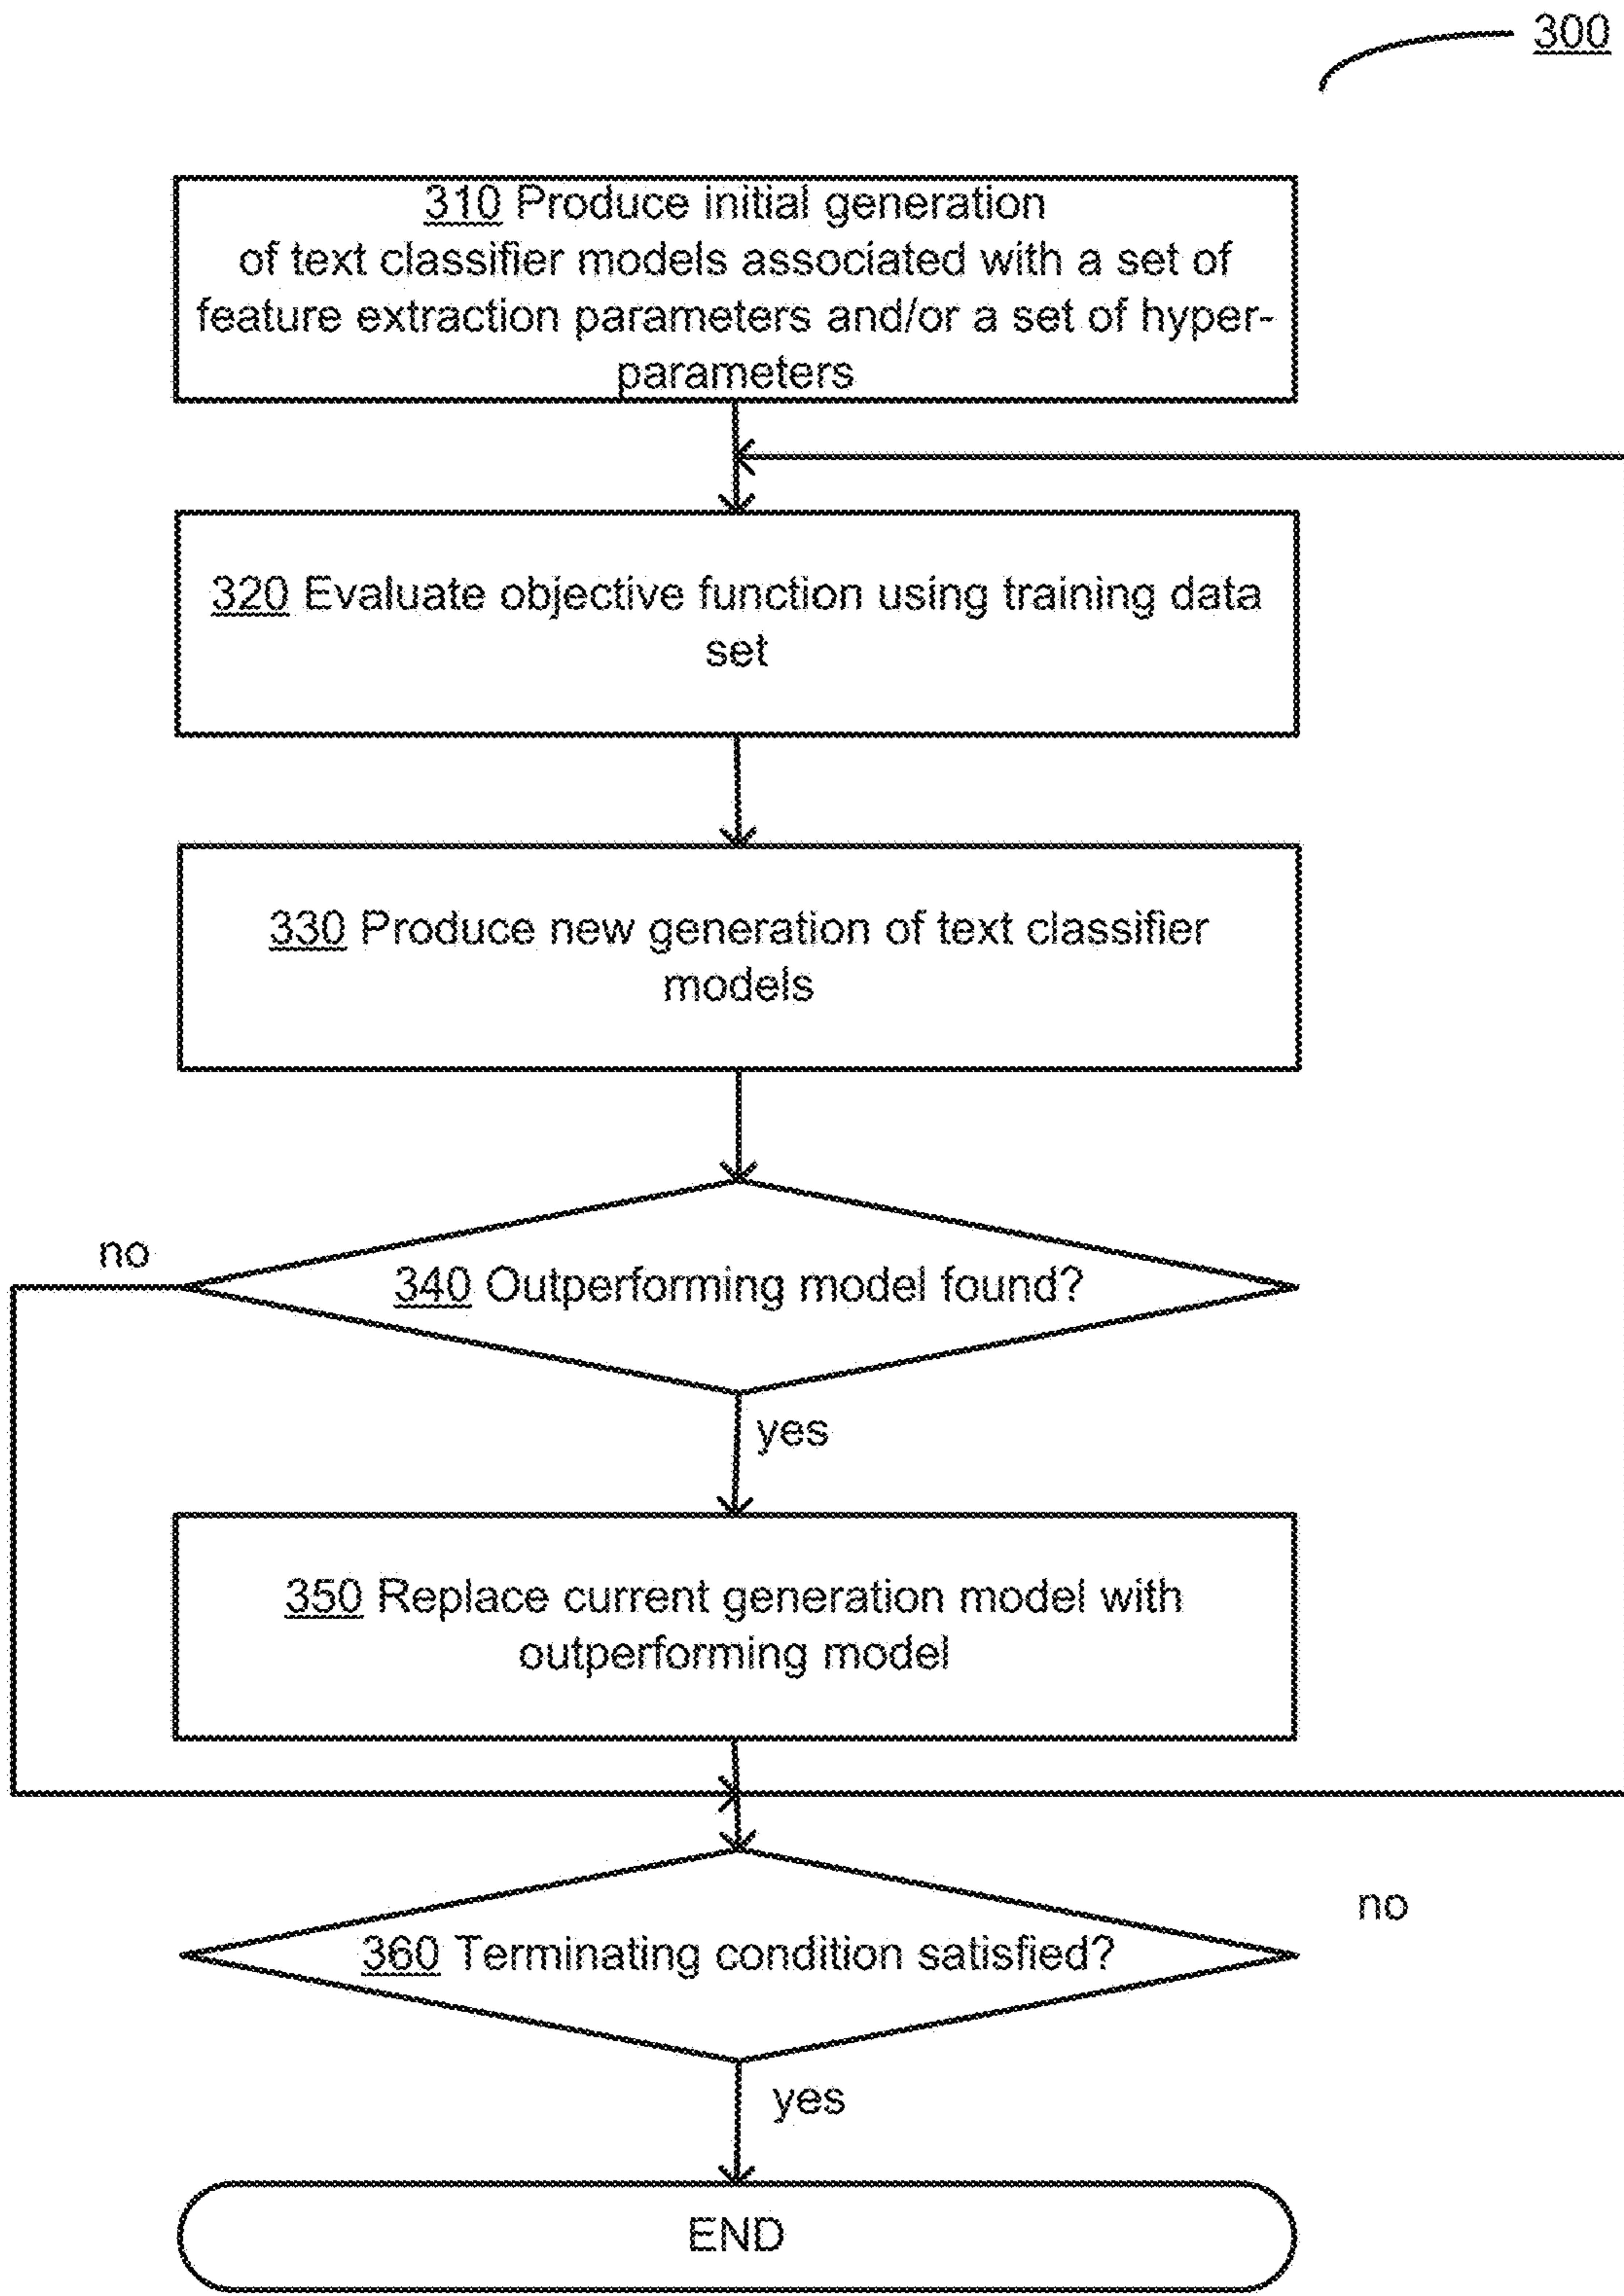 300
310 Produce initial generation
of text classifier models associated with a set of
feature extraction parameters and/or a set of hyper-
parameters
320 Evaluate objective function using training data
set
330 Produce new generation of text classifier
models
no
340 Outperforming model found?
yes
350 Replace current generation model with
outperforming model
no
360 Terminating condition satisfied?
yes
END